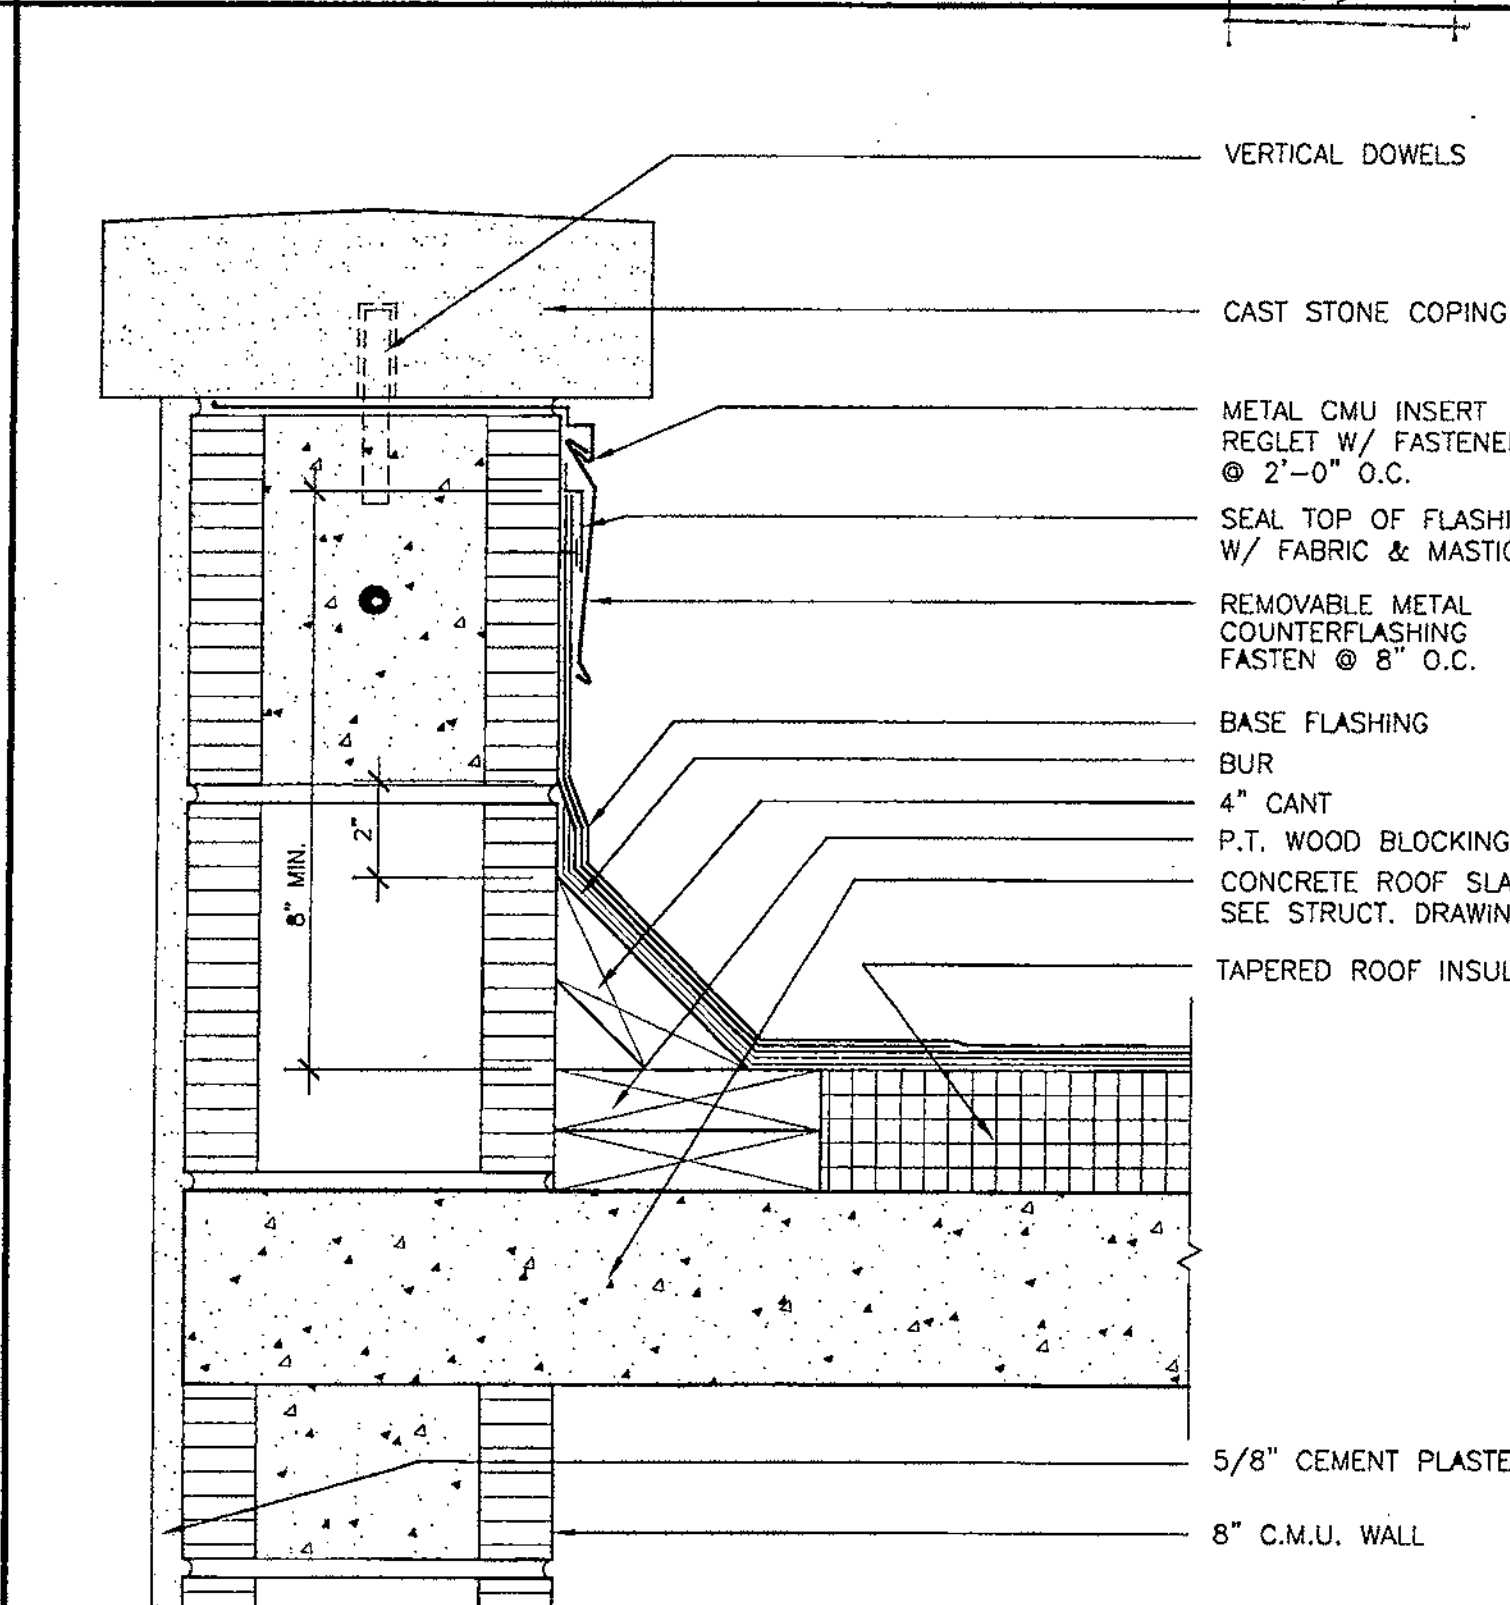 VERTICAL DOWELS
CAST STONE COPING
METAL CMU INSERT
REGLET W/ FASTENE
@ 2'-0" O.C.
SEAL TOP OF FLASHI
W/ FABRIC & MASTIC
REMOVABLE METAL
COUNTERFLASHING
FASTEN @ 8" O.C.
BASE FLASHING
BUR
4" CANT
P.T. WOOD BLOCKING
CONCRETE ROOF SLA
SEE STRUCT. DRAWIN
TAPERED ROOF INSUL
2"
8" MIN.
5/8" CEMENT PLASTE
8" C.M.U. WALL